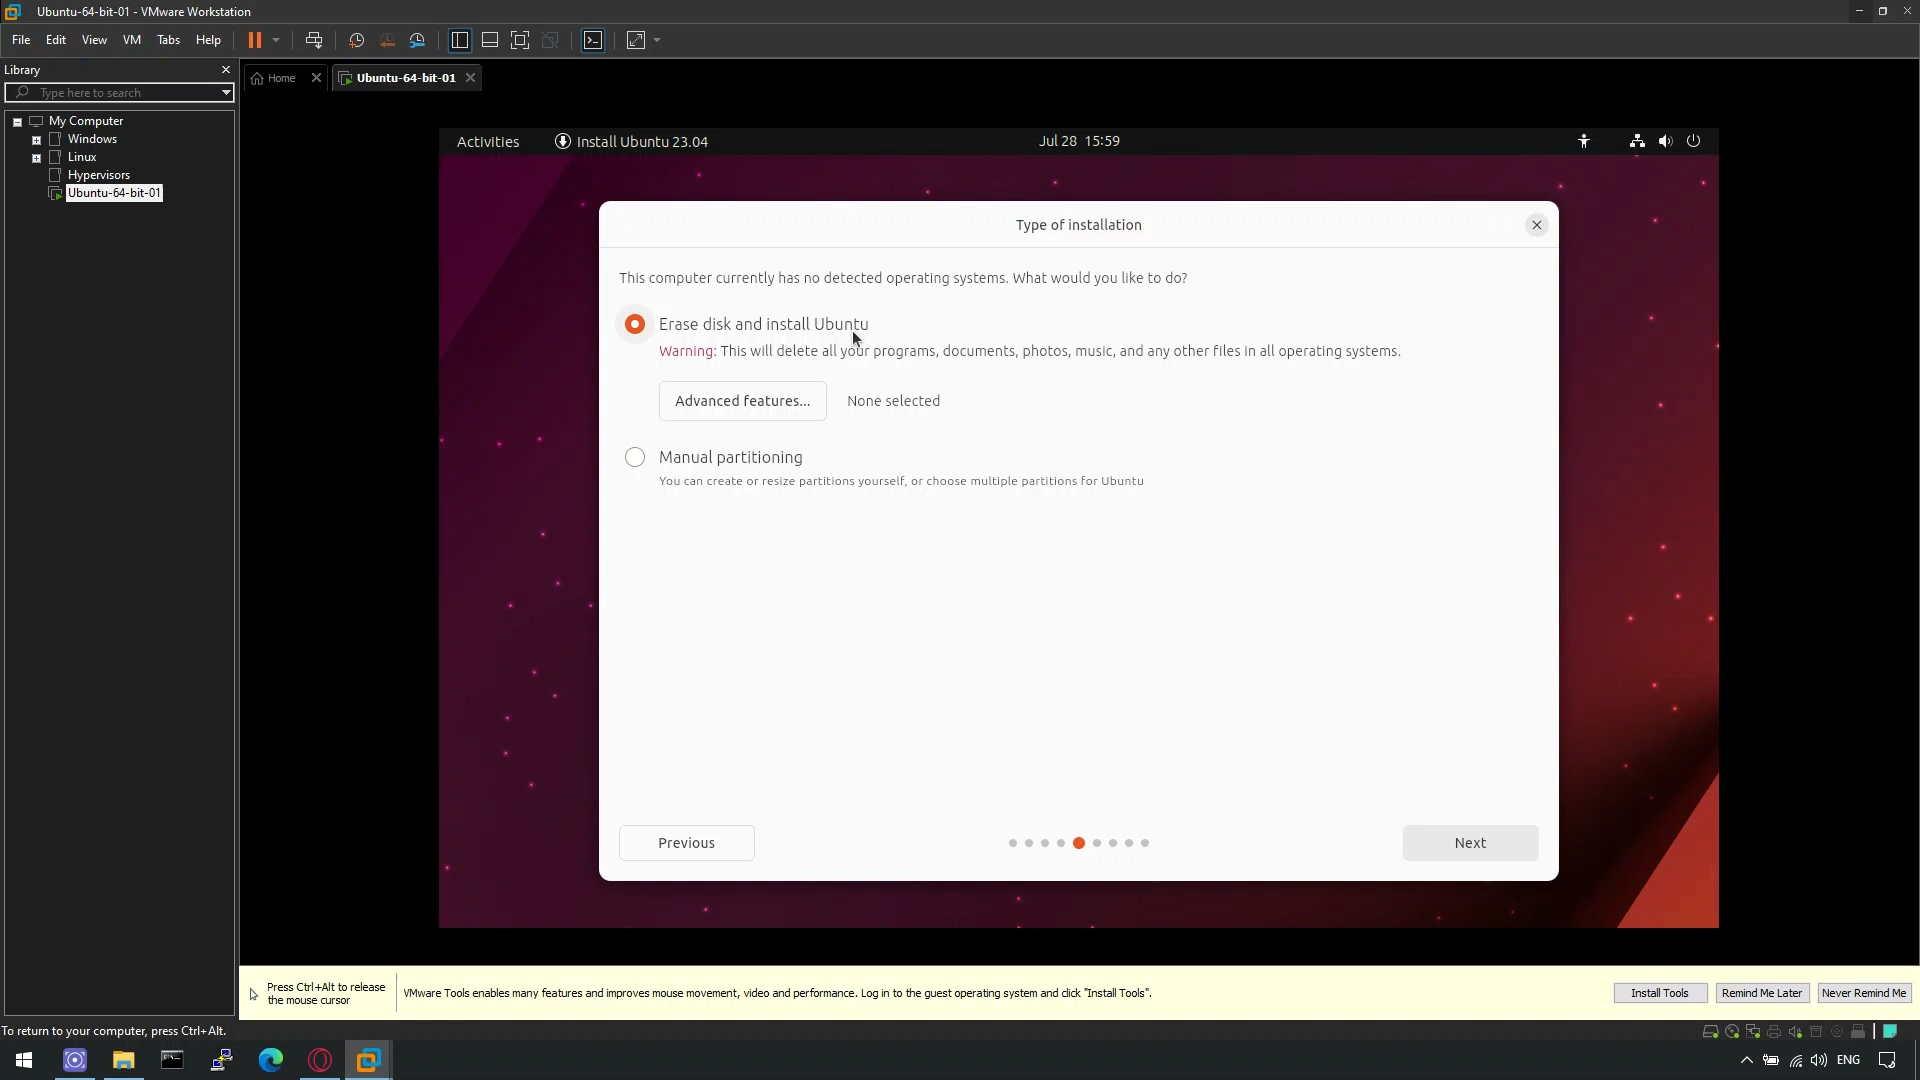 Ubuntu-64-bit-01 - VMware Workstation
File Edit View VM Tabs Help
Library
Type here to search
My Computer
Windows
Linux
Hypervisors
Ubuntu-64-bit-01
Home
Ubuntu-64-bit-01
Activities
Install Ubuntu 23.04
Jul 28 15:59
Type of installation
This computer currently has no detected operating systems. What would you like to do?
Erase disk and install Ubuntu
Warning: This will delete all your programs, documents, photos, music, and any other files in all operating systems.
Advanced features...
None selected
Manual partitioning
You can create or resize partitions yourself, or choose multiple partitions for Ubuntu
Previous
Next
Press Ctrl+Alt to release
the mouse cursor
VMware Tools enables many features and improves mouse movement, video and performance. Log in to the guest operating system and click "Install Tools".
Install Tools
Remind Me Later
Never Remind Me
To return to your computer, press Ctrl+Alt.
ENG